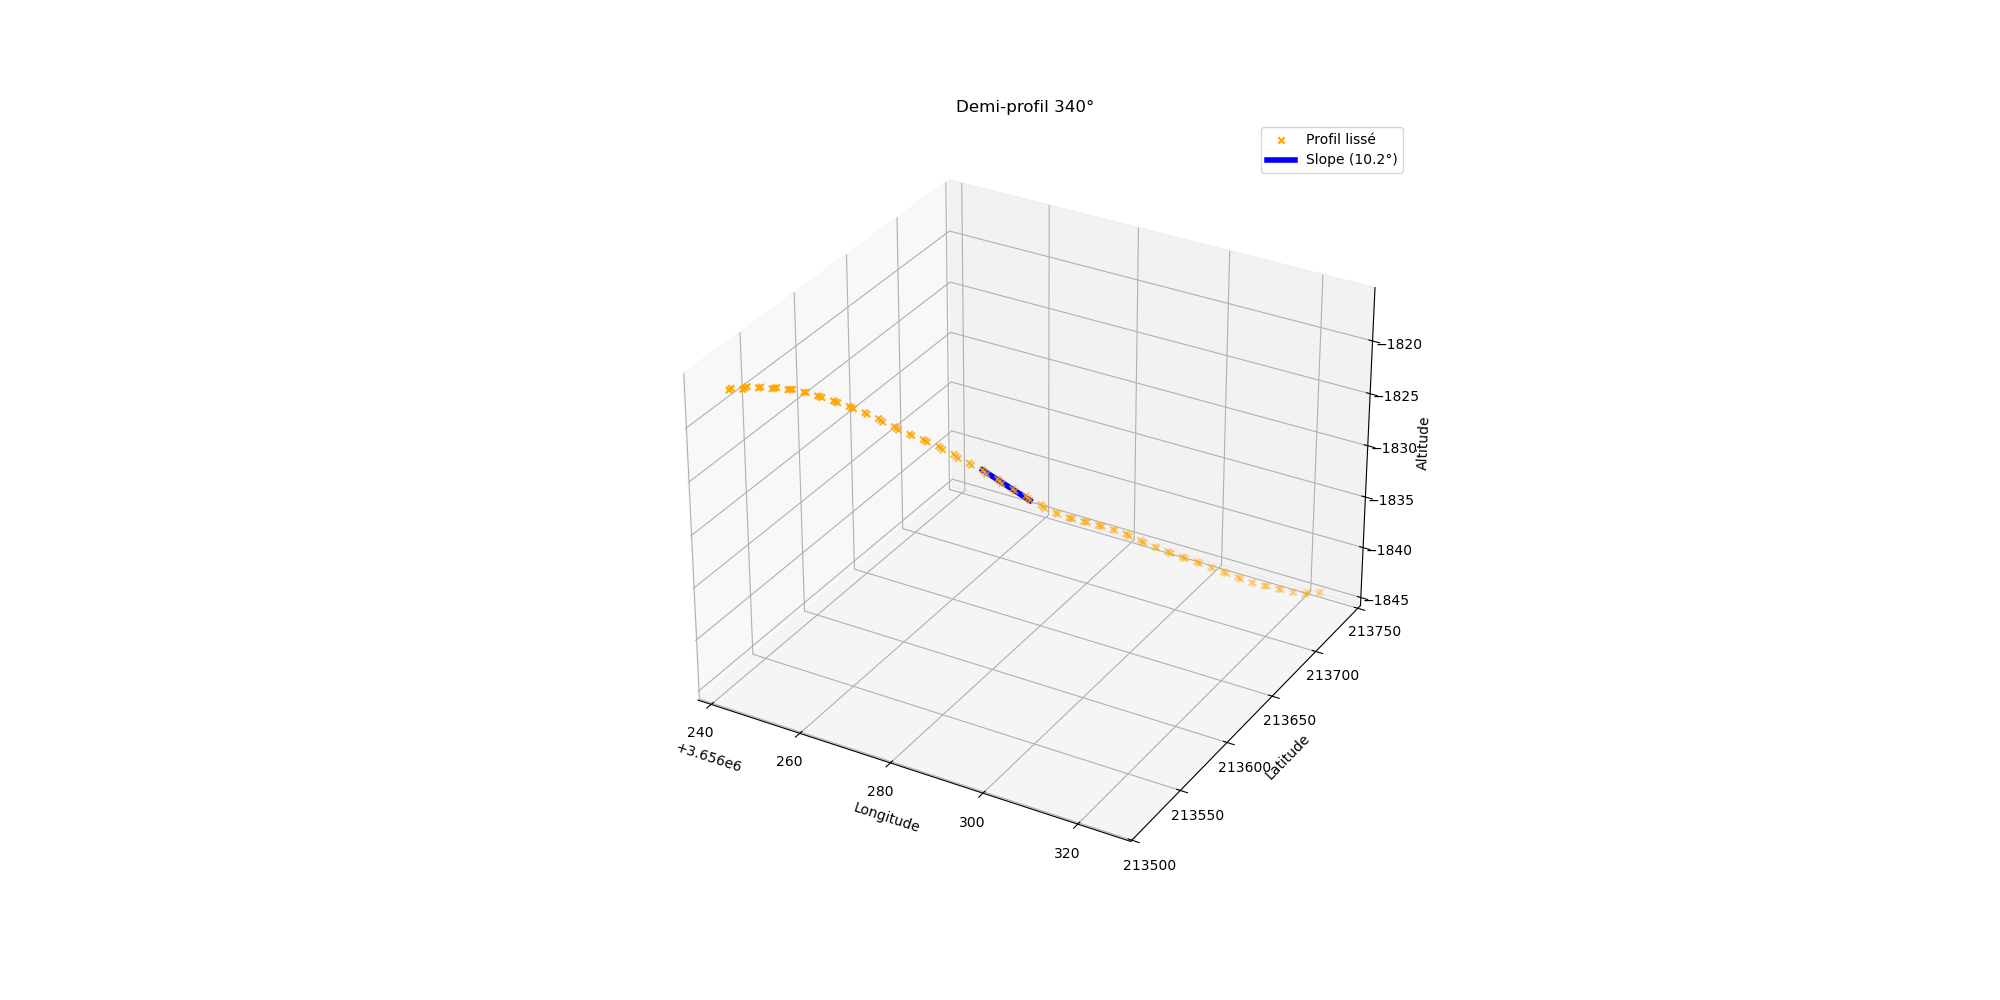 Demi-profil 340°
Profil lissé
Slope (10.2°)
−1820
−1825
−1830
−1835
−1840
−1845
Altitude
213750
213700
213650
213600
213550
213500
Latitude
240
260
280
300
320
+3.656e6
Longitude